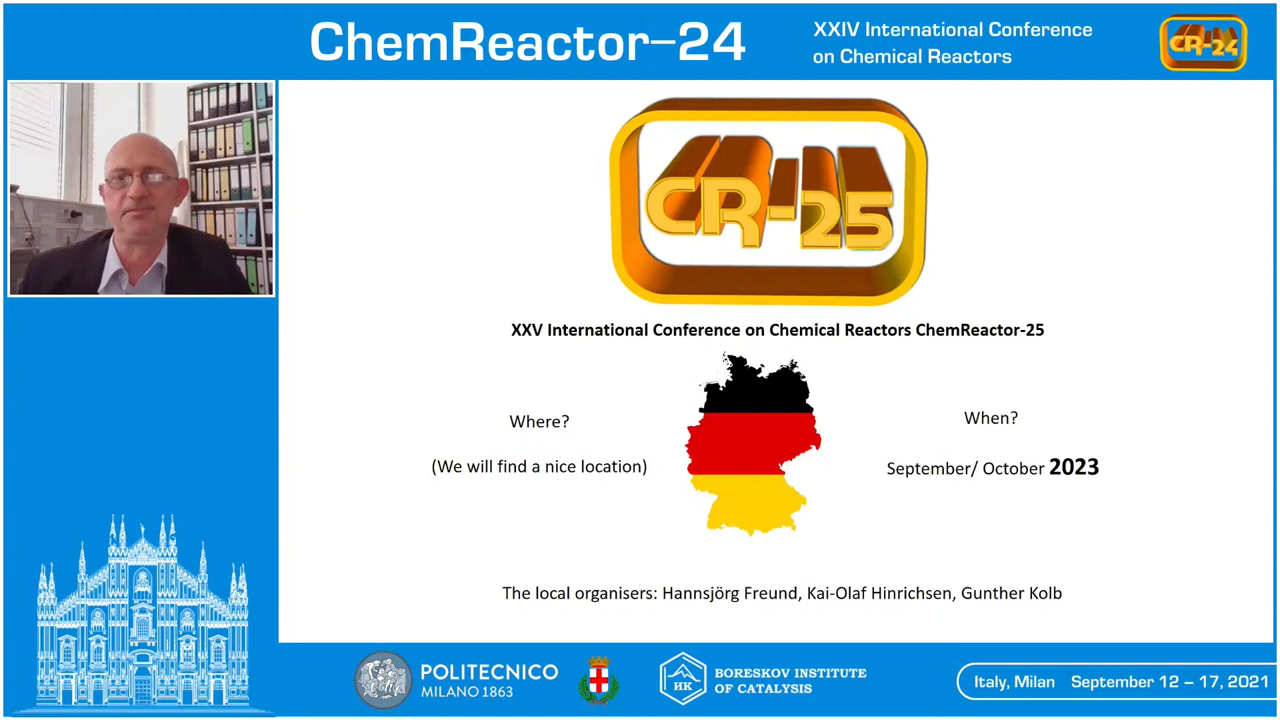 ChemReactor–24
XXIV International Conference
on Chemical Reactors
CR-24
CR-25
XXV International Conference on Chemical Reactors ChemReactor-25
Where?
(We will find a nice location)
When?
September/ October 2023
The local organisers: Hannsjörg Freund, Kai-Olaf Hinrichsen, Gunther Kolb
POLITECNICO
MILANO 1863
НК
BORESKOV INSTITUTE
OF CATALYSIS
Italy, Milan September 12 – 17, 2021